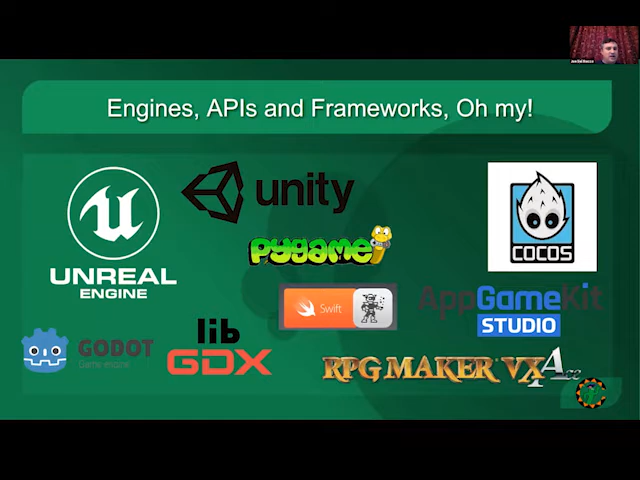 Engines, APIs and Frameworks, Oh my!
unity
UNREAL
ENGINE
pygame
COCOS
Swift
AppGameKit
STUDIO
GODOT
Game engine
lib
GDX
RPG MAKER VX Ace